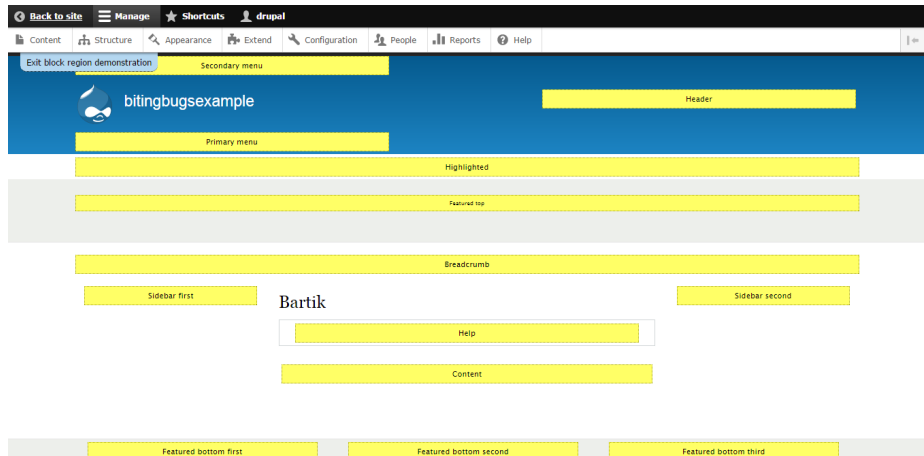 Back to site Manage Shortcuts drupal
Content Structure Appearance Extend Configuration People Reports Help
Exit block region demonstration
Secondary menu
bitingbugsexample
Header
Primary menu
Highlighted
Featured top
Breadcrumb
Sidebar first
Bartik
Sidebar second
Help
Content
Featured bottom first Featured bottom second Featured bottom third